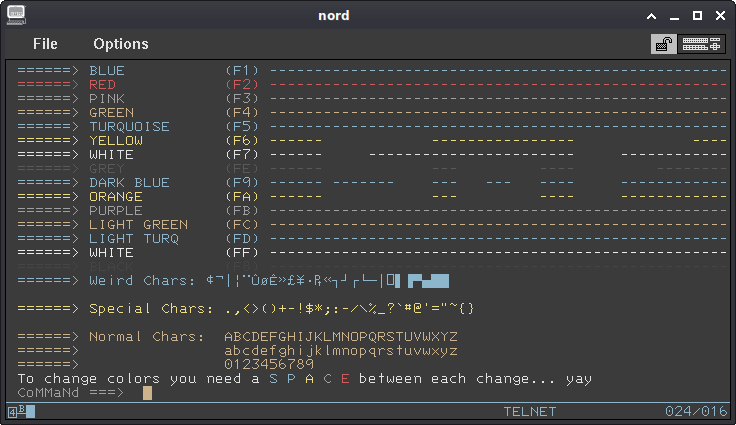 nord
File Options
======> BLUE (F1) ---------------------------------------------------
======> RED (F2) ---------------------------------------------------
======> PINK (F3) ---------------------------------------------------
======> GREEN (F4) ---------------------------------------------------
======> TURQUOISE (F5) ---------------------------------------------------
======> YELLOW (F6) ------ ------------- ----
======> WHITE (F7) ------ ---------------------- ------------
======> GREY (FE) ------ --- ---- ------------
======> DARK BLUE (F9) ------ ------- --- --- ---- ------------
======> ORANGE (FA) ------ --- ------------- ------------
======> PURPLE (FB) ---------------------------------------------------
======> LIGHT GREEN (FC) ---------------------------------------------------
======> LIGHT TURQ (FD) ---------------------------------------------------
======> WHITE (FF) ---------------------------------------------------
======> Weird Chars:
======> Special Chars: .,<>()+-!$*;:-/\%_?`#@'="~{}
======> Normal Chars: ABCDEFGHIJKLMNOPQRSTUVWXYZ
======> abcdefghijklmnopqrstuvwxyz
======> 0123456789
To change colors you need a S P A C E between each change... yay
CoMMaNd ===>
4 B TELNET 024/016